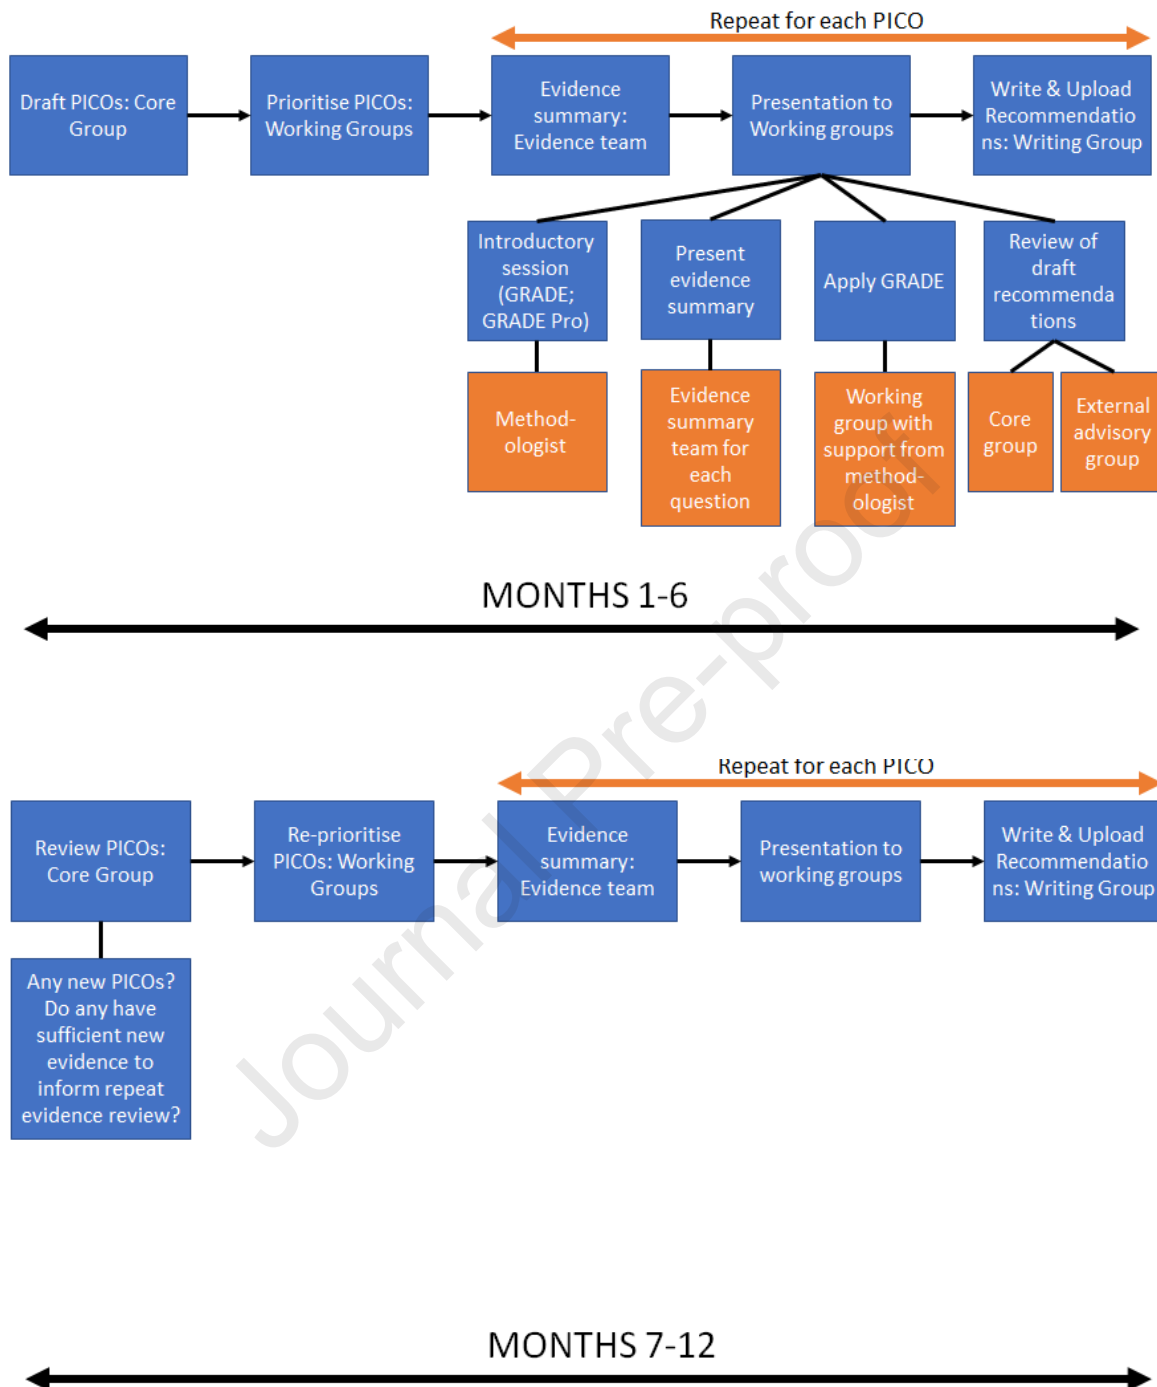 Repeat for each PICO
Draft PICOs: Core
Group
Prioritise PICOs:
Working Groups
Evidence
summary:
Evidence team
Presentation to
Working groups
Write & Upload
Recommendatio
ns: Writing Group
Introductory
session
(GRADE;
GRADE Pro)
Present
evidence
summary
Apply GRADE
Review of
draft
recommenda
tions
Method-
ologist
Evidence
summary
team for
each
question
Working
group with
support from
method-
ologist
Core
group
External
advisory
group
MONTHS 1-6
Repeat for each PICO
Review PICOs:
Core Group
Re-prioritise
PICOs: Working
Groups
Evidence
summary:
Evidence team
Presentation to
working groups
Write & Upload
Recommendatio
ns: Writing Group
Any new PICOs?
Do any have
sufficient new
evidence to
inform repeat
evidence review?
MONTHS 7-12
Journal Pre-proof